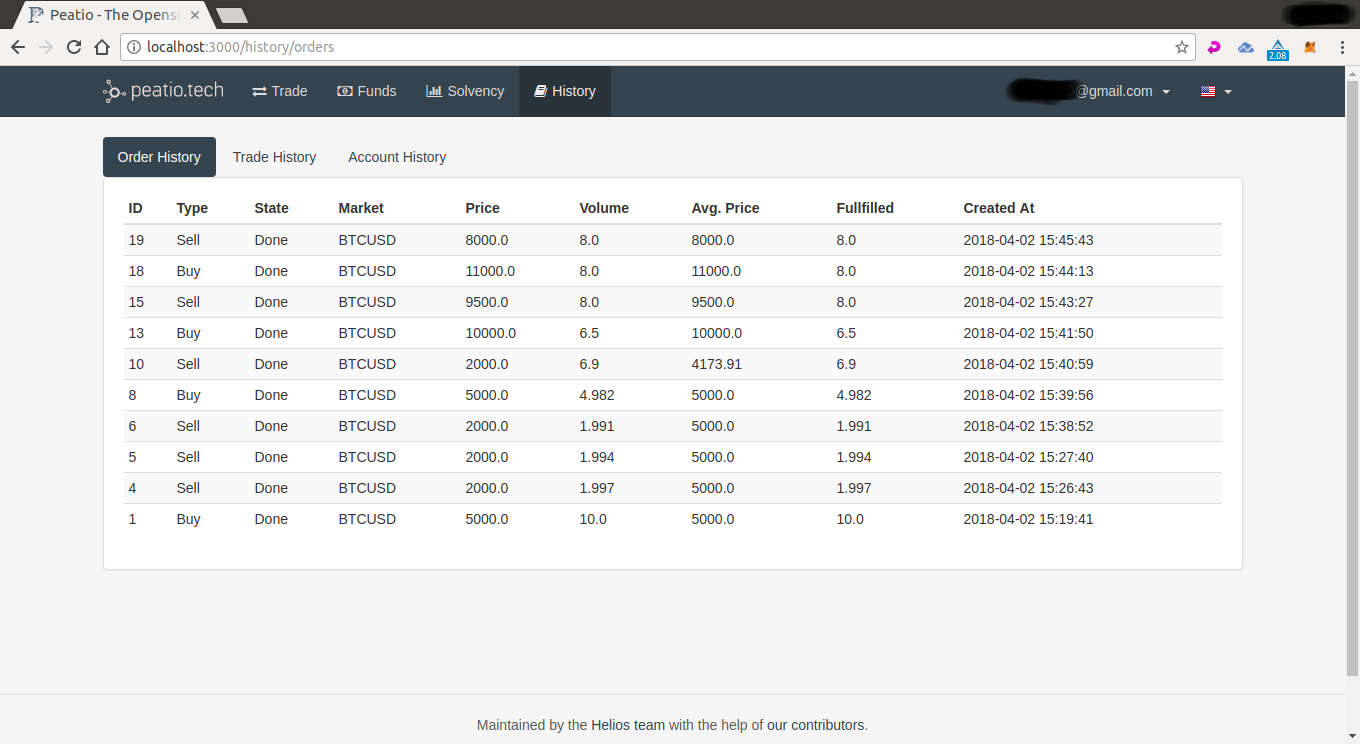 Peatio - The Openso
localhost:3000/history/orders
2.08
peatio.tech Trade Funds Solvency History @gmail.com
Order History Trade History Account History
ID Type State Market Price Volume Avg. Price Fullfilled Created At
19 Sell Done BTCUSD 8000.0 8.0 8000.0 8.0 2018-04-02 15:45:43
18 Buy Done BTCUSD 11000.0 8.0 11000.0 8.0 2018-04-02 15:44:13
15 Sell Done BTCUSD 9500.0 8.0 9500.0 8.0 2018-04-02 15:43:27
13 Buy Done BTCUSD 10000.0 6.5 10000.0 6.5 2018-04-02 15:41:50
10 Sell Done BTCUSD 2000.0 6.9 4173.91 6.9 2018-04-02 15:40:59
8 Buy Done BTCUSD 5000.0 4.982 5000.0 4.982 2018-04-02 15:39:56
6 Sell Done BTCUSD 2000.0 1.991 5000.0 1.991 2018-04-02 15:38:52
5 Sell Done BTCUSD 2000.0 1.994 5000.0 1.994 2018-04-02 15:27:40
4 Sell Done BTCUSD 2000.0 1.997 5000.0 1.997 2018-04-02 15:26:43
1 Buy Done BTCUSD 5000.0 10.0 5000.0 10.0 2018-04-02 15:19:41
Maintained by the Helios team with the help of our contributors.